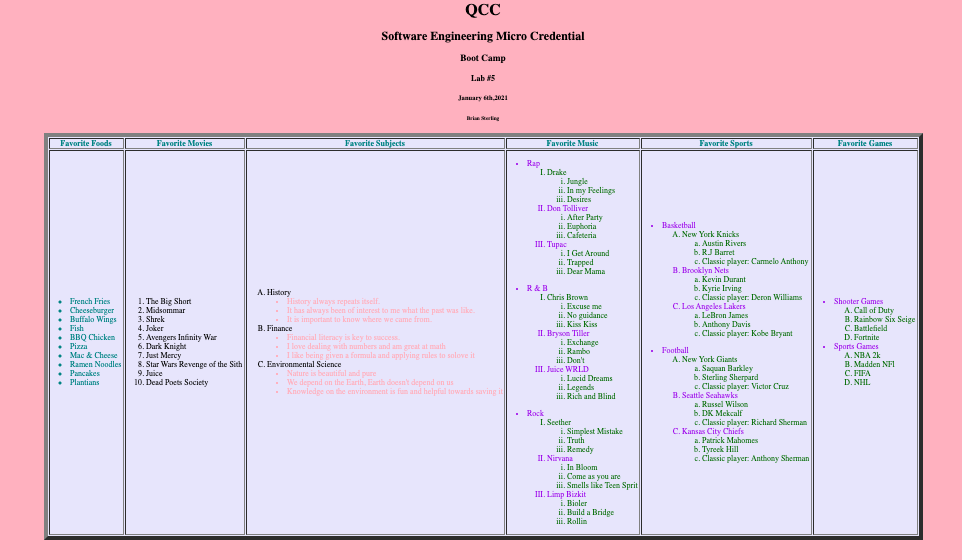 QCC
Software Engineering Micro Credential
Boot Camp
Lab #5
January 6th,2021
Brian Sterling
Favorite Foods
French Fries
Cheeseburger
Buffalo Wings
Fish
BBQ Chicken
Pizza
Mac & Cheese
Ramen Noodles
Pancakes
Plantians
Favorite Movies
1. The Big Short
2. Midsommar
3. Shrek
4. Joker
5. Avengers Infinity War
6. Dark Knight
7. Just Mercy
8. Star Wars Revenge of the Sith
9. Juice
10. Dead Poets Society
Favorite Subjects
A. History
History always repeats itself.
It has always been of interest to me what the past was like.
It is important to know where we came from.
B. Finance
Financial literacy is key to success.
I love dealing with numbers and are great at math
I like being given a formula and applying rules to solove it
C. Environmental Science
Nature is beautiful and pure
We depend on the Earth, Earth doesn't depend on us
Knowledge on the environment is fun and helpful towards saving it
Favorite Music
Rap
I. Drake
i. Jungle
ii. In my Feelings
iii. Desires
II. Don Tolliver
i. After Party
ii. Euphoria
iii. Cafeteria
III. Tupac
i. I Get Around
ii. Trapped
iii. Dear Mama
R & B
I. Chris Brown
i. Excuse me
ii. No guidance
iii. Kiss Kiss
II. Bryson Tiller
i. Exchange
ii. Rambo
iii. Don't
III. Juice WRLD
i. Lucid Dreams
ii. Legends
iii. Rich and Blind
Rock
I. Seether
i. Simplest Mistake
ii. Truth
iii. Remedy
II. Nirvana
i. In Bloom
ii. Come as you are
iii. Smells like Teen Sprit
III. Limp Bizkit
i. Bioler
ii. Build a Bridge
iii. Rollin
Favorite Sports
Basketball
A. New York Knicks
a. Austin Rivers
b. R.J Barret
c. Classic player: Carmelo Anthony
B. Brooklyn Nets
a. Kevin Durant
b. Kyrie Irving
c. Classic player: Deron Williams
C. Los Angeles Lakers
a. LeBron James
b. Anthony Davis
c. Classic player: Kobe Bryant
Football
A. New York Giants
a. Saquan Barkley
b. Sterling Sherpard
c. Classic player: Victor Cruz
B. Seattle Seahawks
a. Russel Wilson
b. DK Mekcalf
c. Classic player: Richard Sherman
C. Kansas City Chiefs
a. Patrick Mahomes
b. Tyreek Hill
c. Classic player: Anthony Sherman
Favorite Games
Shooter Games
A. Call of Duty
B. Rainbow Six Seige
C. Battlefield
D. Fortnite
Sports Games
A. NBA 2k
B. Madden NFl
C. FIFA
D. NHL